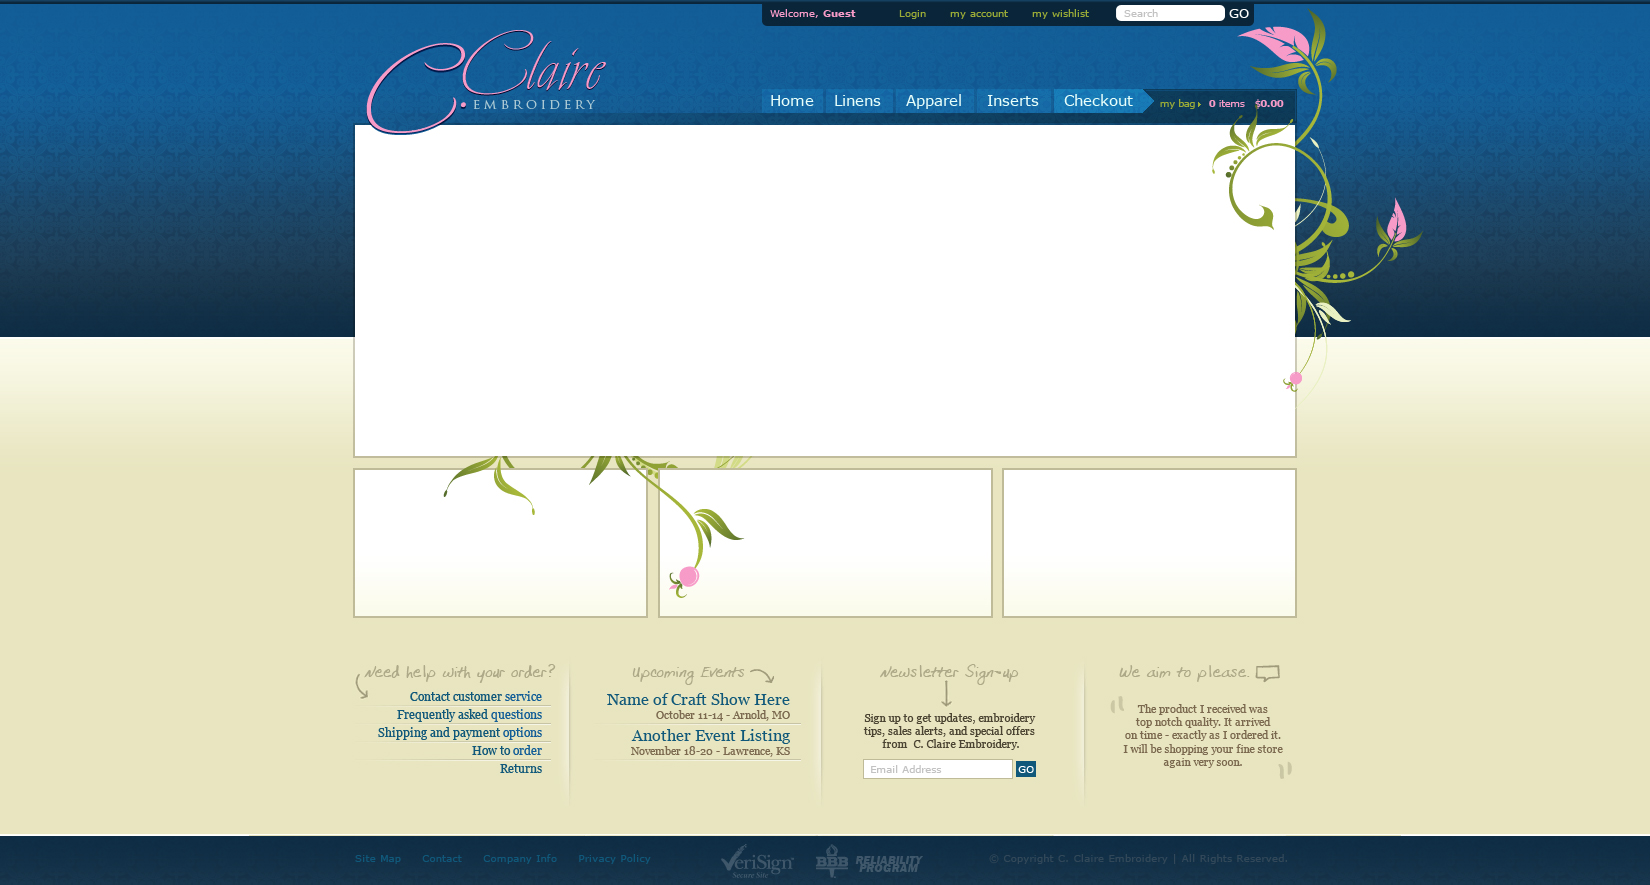 Welcome, Guest
Login
my account
my wishlist
Search
GO
C.Claire
EMBROIDERY
Home
Linens
Apparel
Inserts
Checkout
my bag
0 items
$0.00
Need help with your order?
Contact customer service
Frequently asked questions
Shipping and payment options
How to order
Returns
Upcoming Events
Name of Craft Show Here
October 11-14 - Arnold, MO
Another Event Listing
November 18-20 - Lawrence, KS
Newsletter Sign-up
Sign up to get updates, embroidery
tips, sales alerts, and special offers
from C. Claire Embroidery.
Email Address
GO
We aim to please.
The product I received was
top notch quality. It arrived
on time - exactly as I ordered it.
I will be shopping your fine store
again very soon.
Site Map
Contact
Company Info
Privacy Policy
VeriSign
Secure Site
BBB
RELIABILITY
PROGRAM
© Copyright C. Claire Embroidery | All Rights Reserved.